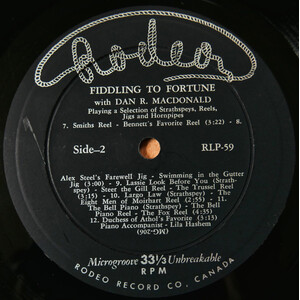 Rodeo
FIDDLING TO FORTUNE
with DAN R. MACDONALD
Playing a Selection of Strathspeys, Reels,
Jigs and Hornpipes
7. Smiths Reel - Bennett's Favorite Reel (3:22) - 8.
Side-2
RLP-59
Alex Steel's Farewell Jig - Swimming in the Gutter
Jig (3:00) - 9. Lassie Look Before You (Strath-
spey) - Steer the Gill Reel - The Trussel Reel
(3:15) - 10. Largo Law (Strathspey) - The
Eight Men of Moirhart Reel (2:55) - 11.
The Bell Piano (Strathspey) - The Bell
Piano Reel - The Fox Reel (4:35)
12. Duchess of Athol's Favorite (3:13)
Piano Accompanist - Lila Hashem
(MG-296)
Microgroove 33⅓ Unbreakable
RPM
RODEO RECORD CO., CANADA